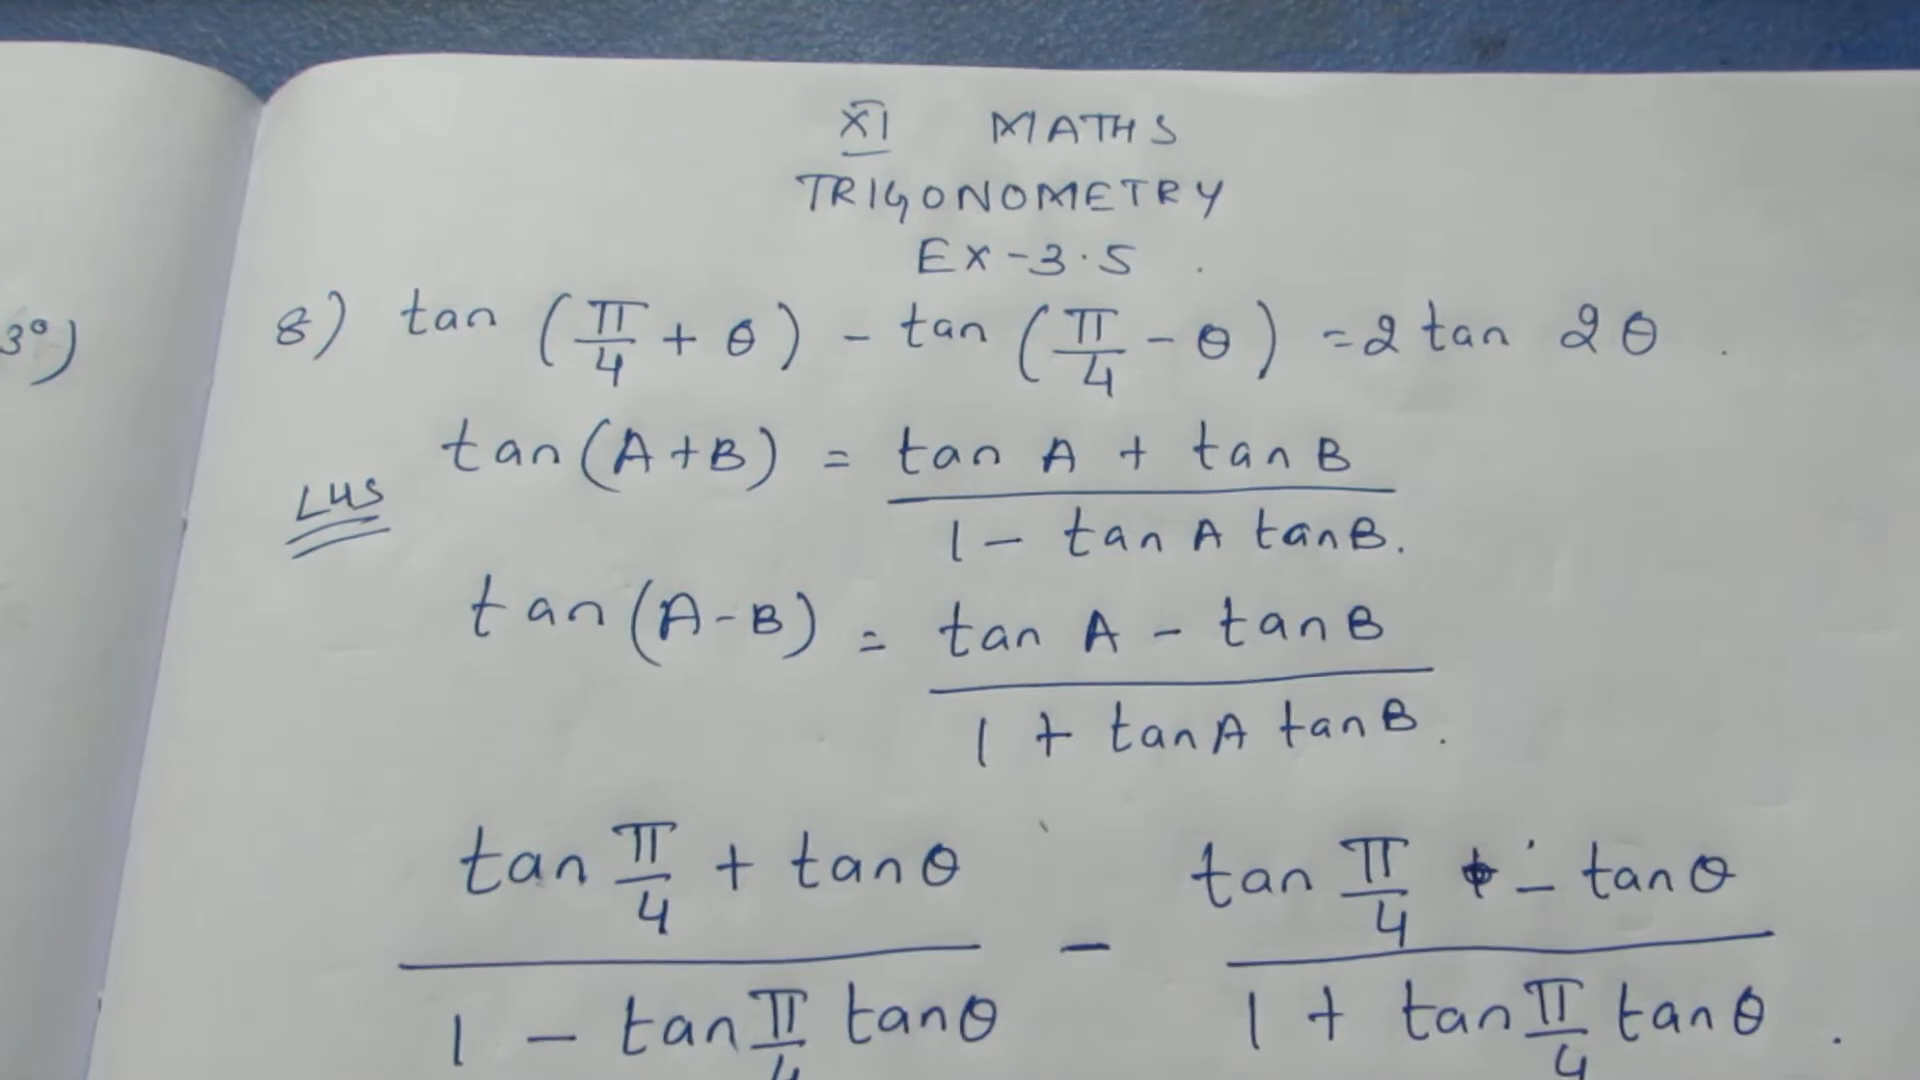 XI MATHS
TRIGONOMETRY
EX-3.5
3°)
8) tan (π/4 + θ) - tan (π/4 - θ) = 2 tan 2θ.
LHS tan(A+B) = (tan A + tan B) / (1 - tan A tan B.)
tan(A-B) = (tan A - tan B) / (1 + tan A tan B.)
(tan π/4 + tan θ) / (1 - tan π/4 tan θ) - (tan π/4 - tan θ) / (1 + tan π/4 tan θ).